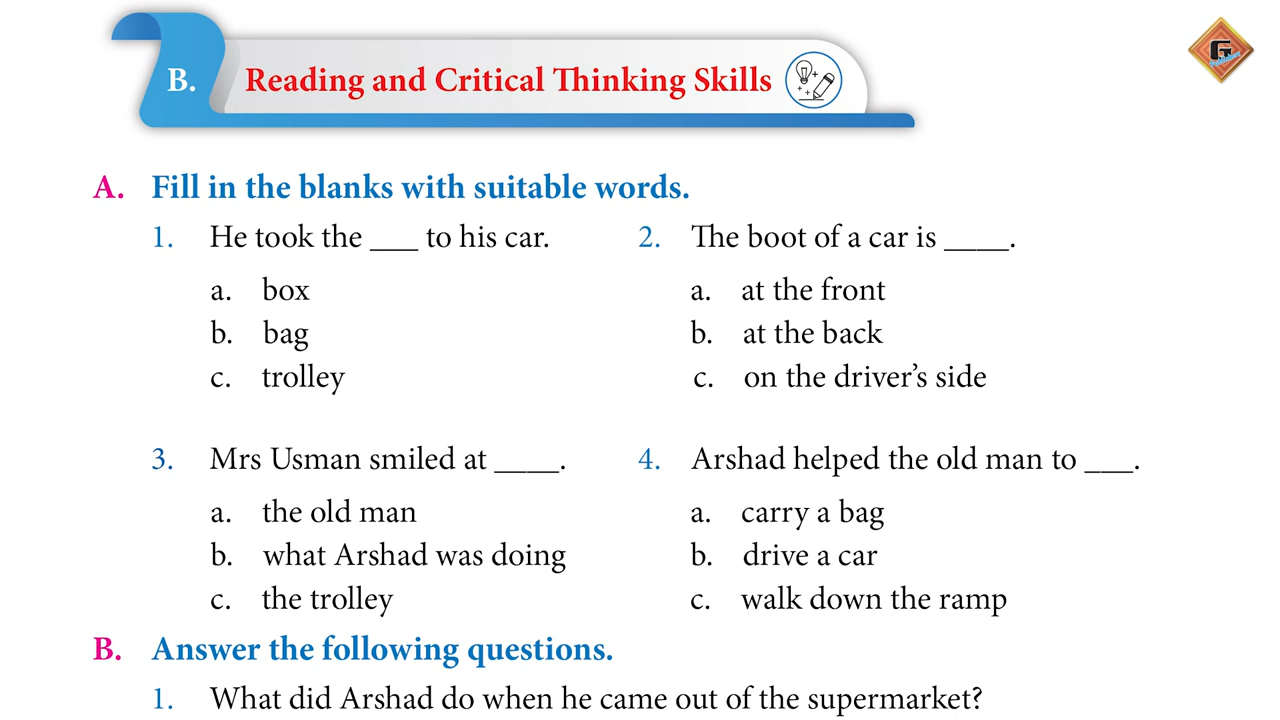 B. Reading and Critical Thinking Skills
A. Fill in the blanks with suitable words.
1. He took the ___ to his car.
a. box
b. bag
c. trolley
2. The boot of a car is ____.
a. at the front
b. at the back
c. on the driver's side
3. Mrs Usman smiled at ____.
a. the old man
b. what Arshad was doing
c. the trolley
4. Arshad helped the old man to ___.
a. carry a bag
b. drive a car
c. walk down the ramp
B. Answer the following questions.
1. What did Arshad do when he came out of the supermarket?